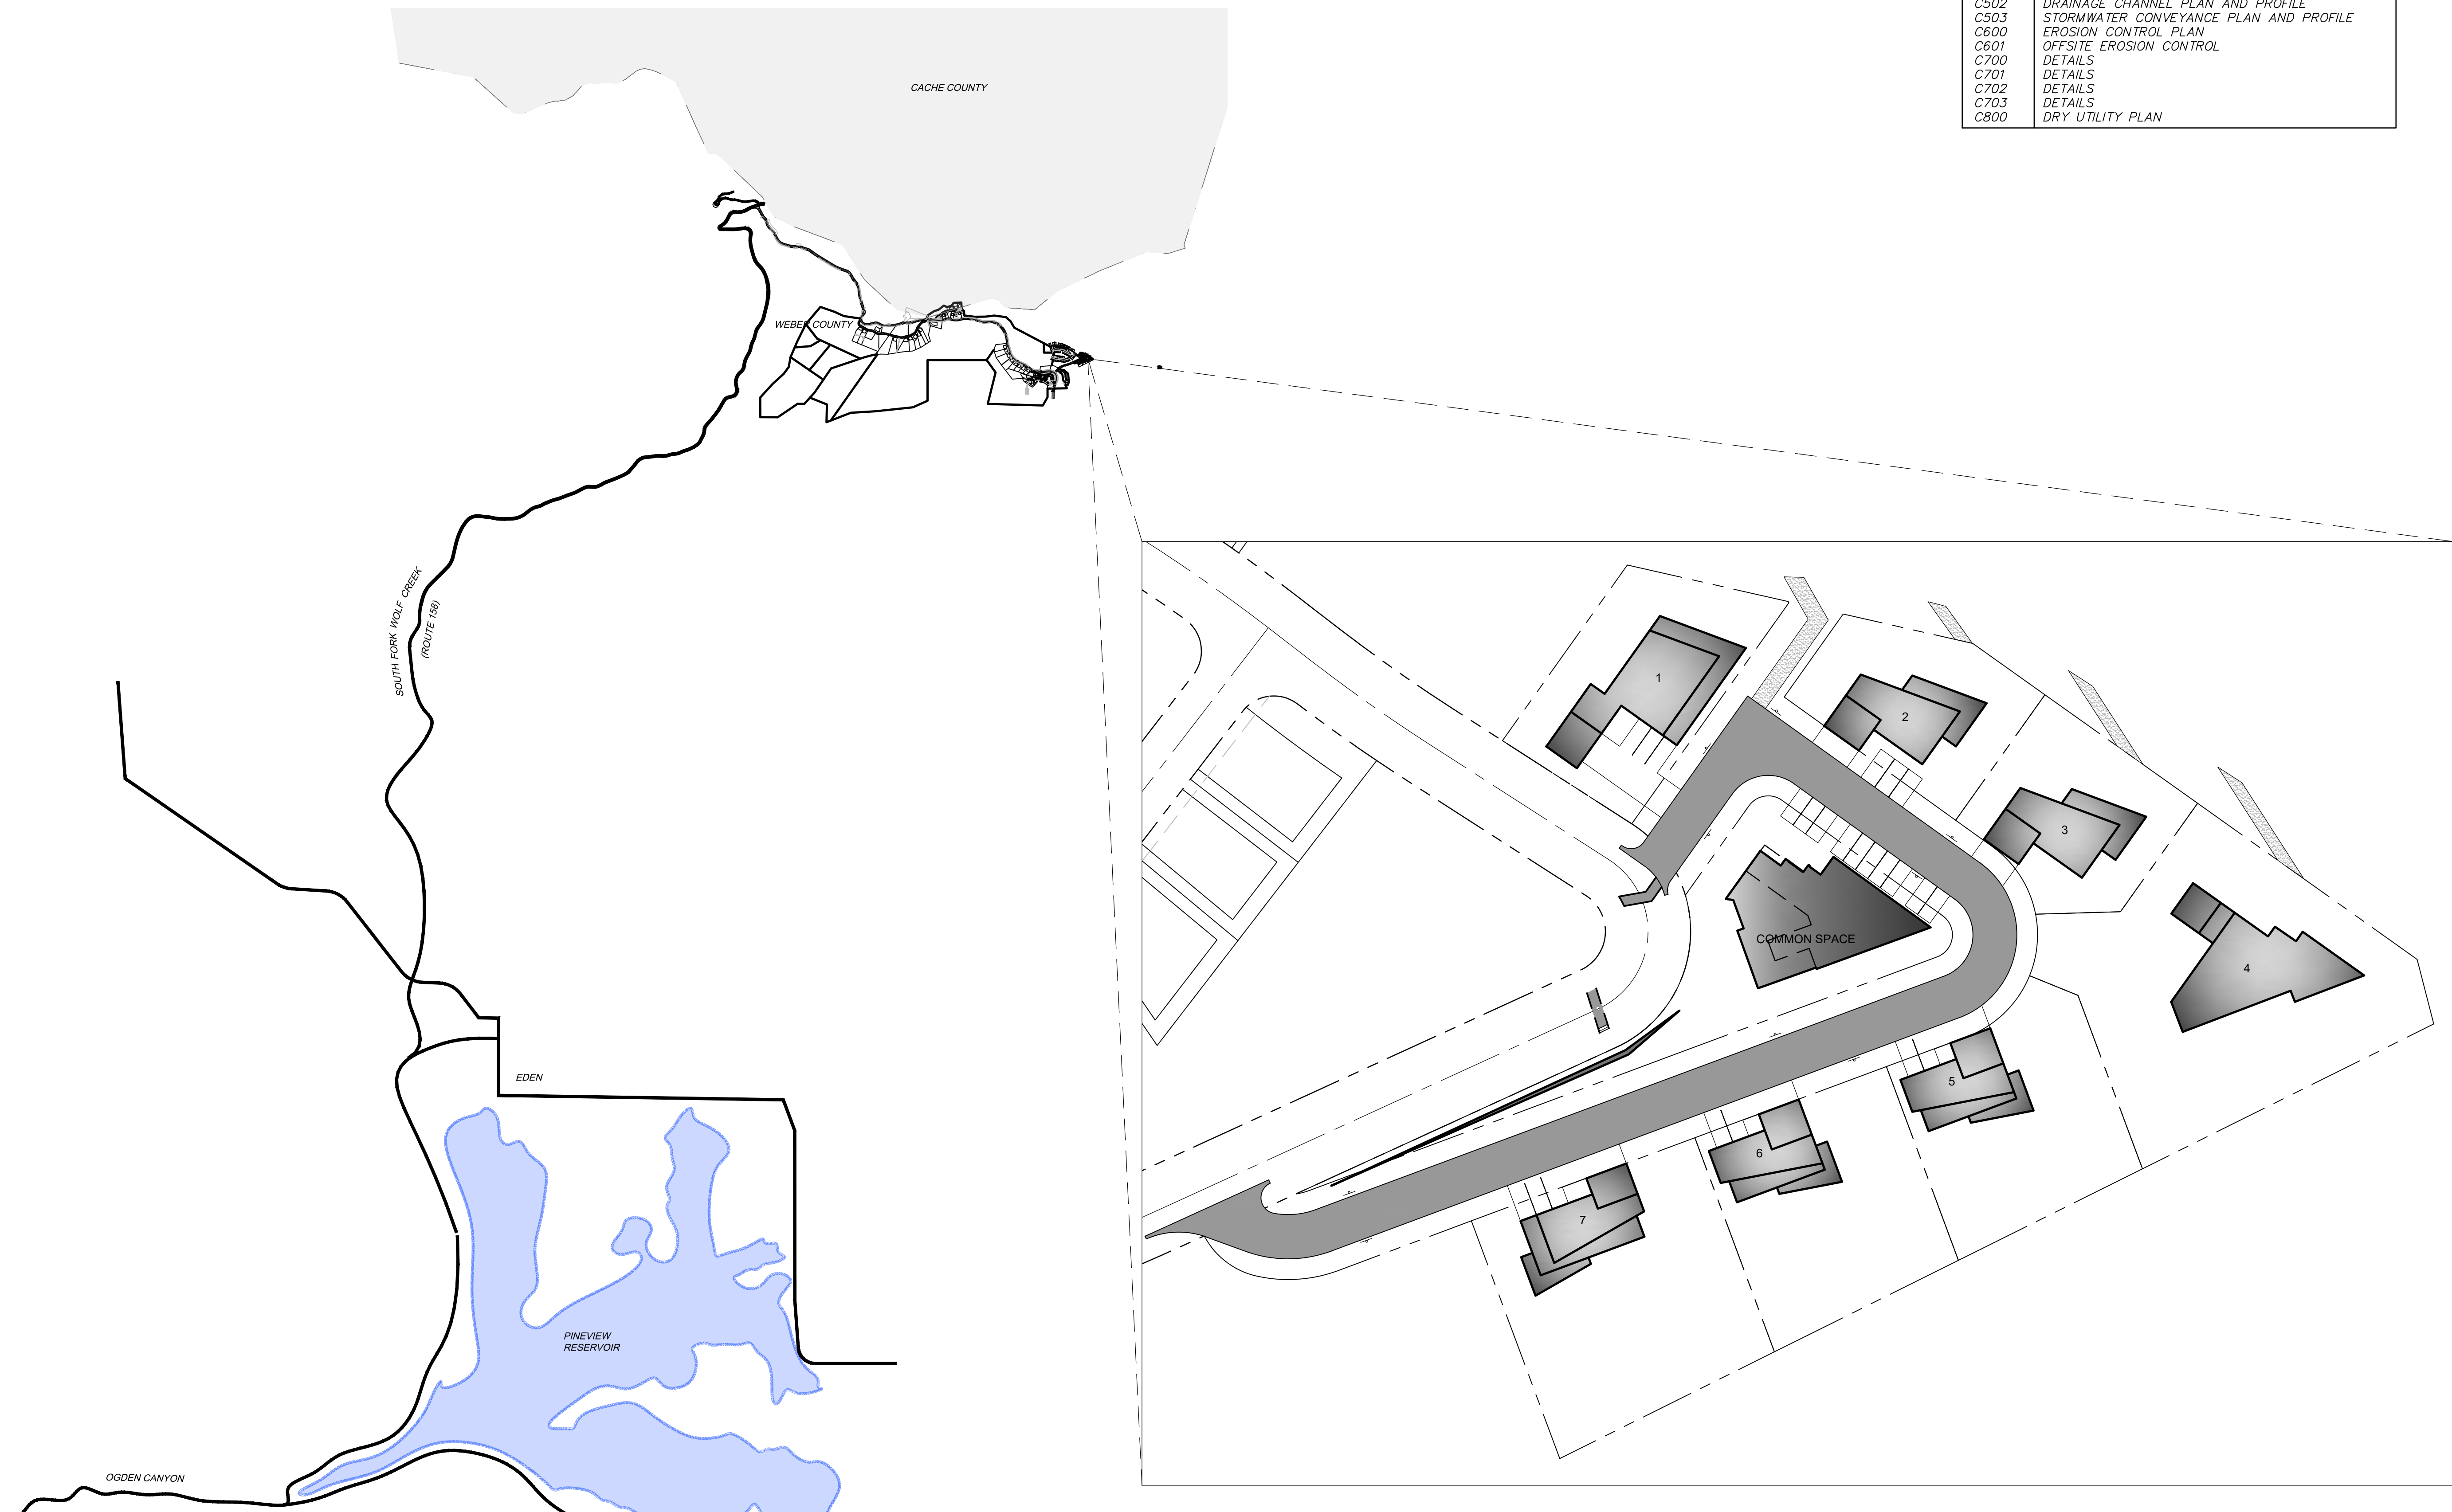 C502 DRAINAGE CHANNEL PLAN AND PROFILE
C503 STORMWATER CONVEYANCE PLAN AND PROFILE
C600 EROSION CONTROL PLAN
C601 OFFSITE EROSION CONTROL
C700 DETAILS
C701 DETAILS
C702 DETAILS
C703 DETAILS
C800 DRY UTILITY PLAN
CACHE COUNTY
WEBER COUNTY
SOUTH FORK WOLF CREEK
(ROUTE 158)
EDEN
PINEVIEW
RESERVOIR
OGDEN CANYON
1
2
3
COMMON SPACE
4
5
6
7